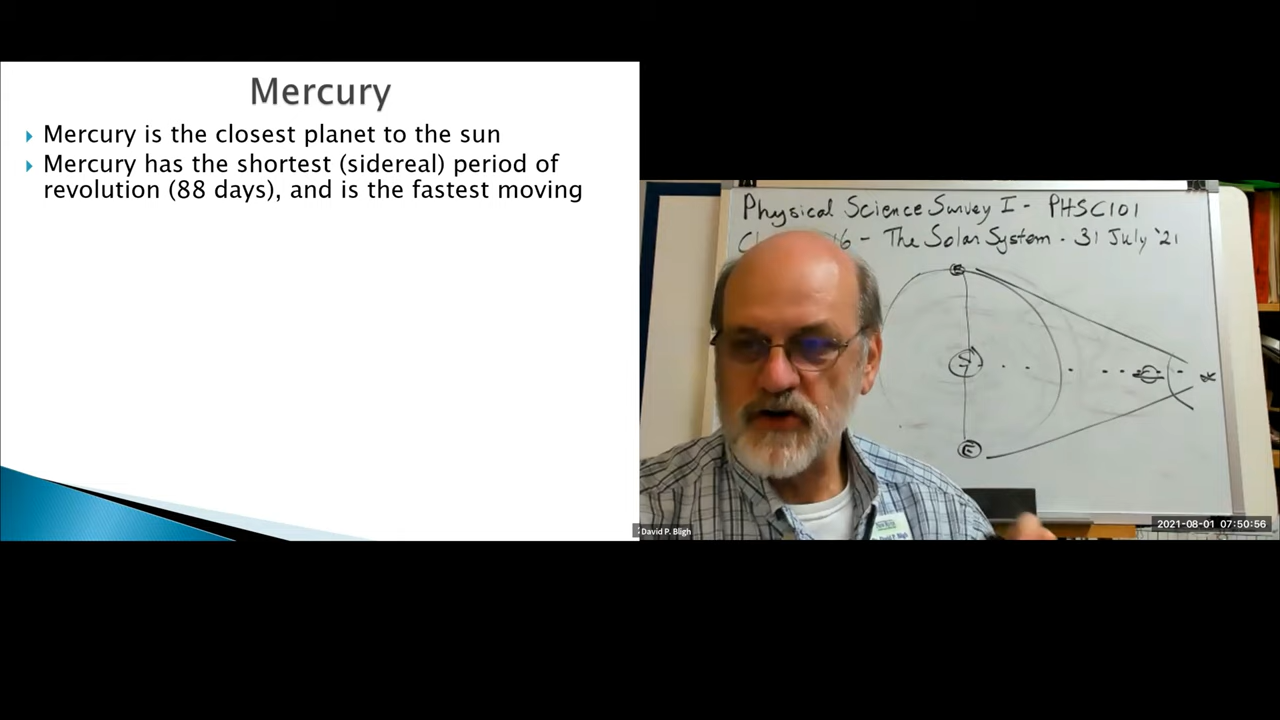 Mercury
Mercury is the closest planet to the sun
Mercury has the shortest (sidereal) period of
revolution (88 days), and is the fastest moving
Physical Science Survey I - PHSC101
16 - The Solar System. 31 July '21
E
David P. Bligh
2021-08-01 07:50:56